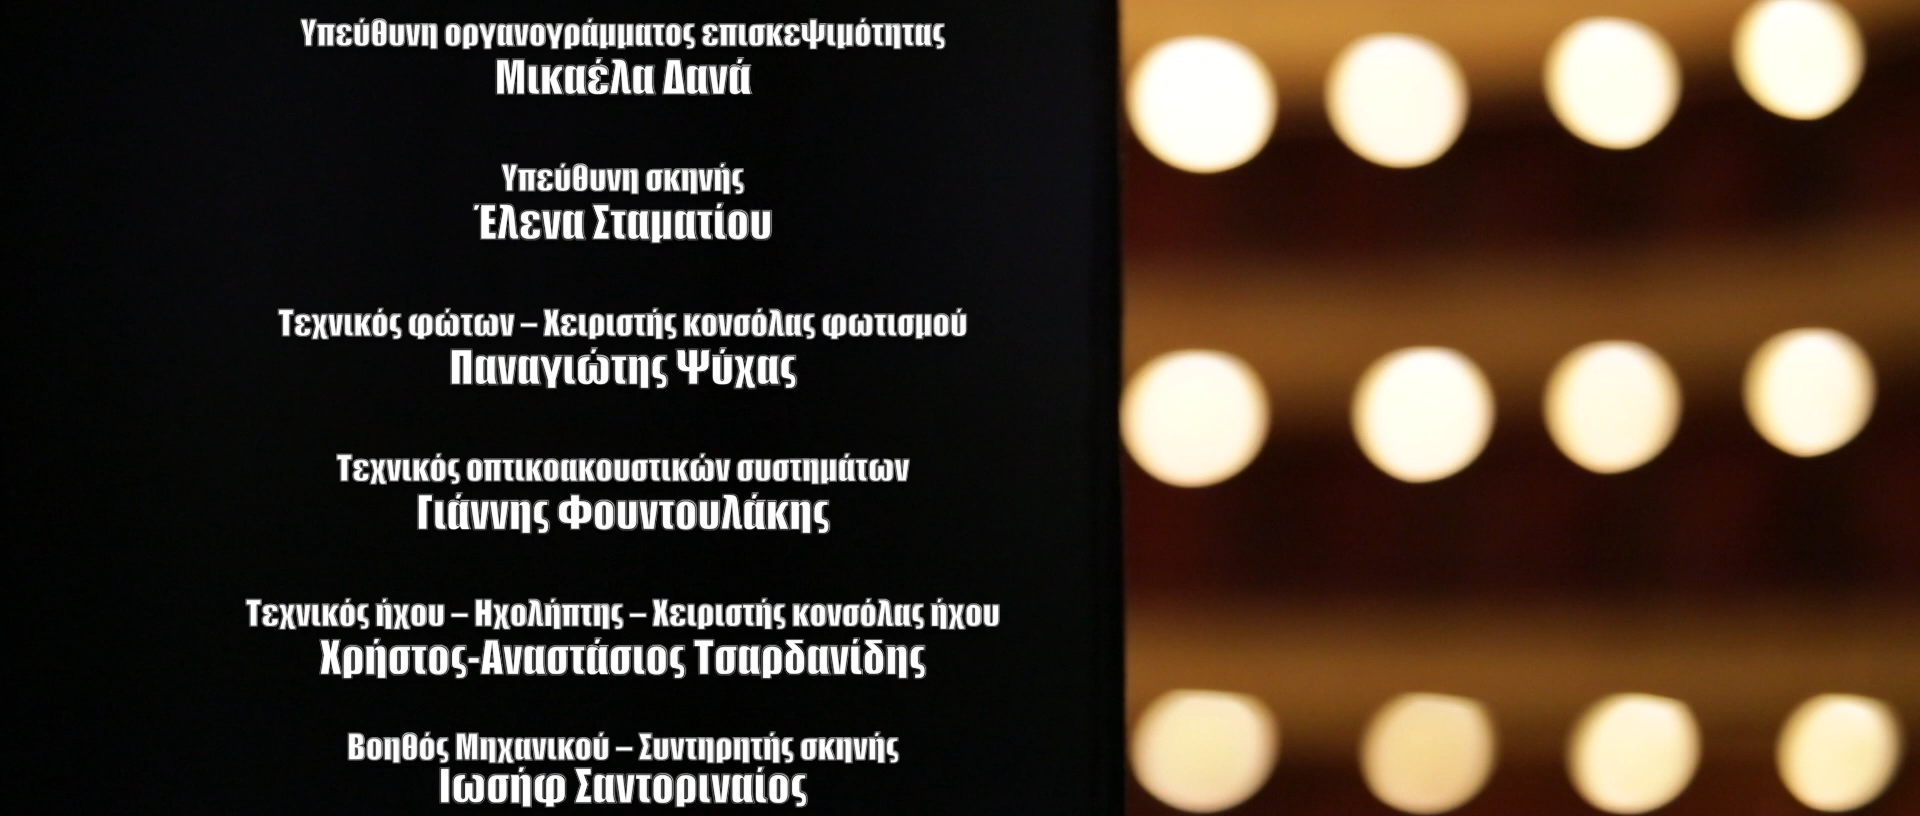 Υπεύθυνη οργανογράμματος επισκεψιμότητας
Μικαέλα Δανά
Υπεύθυνη σκηνής
Έλενα Σταματίου
Τεχνικός φώτων – Χειριστής κονσόλας φωτισμού
Παναγιώτης Ψύχας
Τεχνικός οπτικοακουστικών συστημάτων
Γιάννης Φουντουλάκης
Τεχνικός ήχου – Ηχολήπτης – Χειριστής κονσόλας ήχου
Χρήστος-Αναστάσιος Τσαρδανίδης
Βοηθός Μηχανικού – Συντηρητής σκηνής
Ιωσήφ Σαντοριναίος